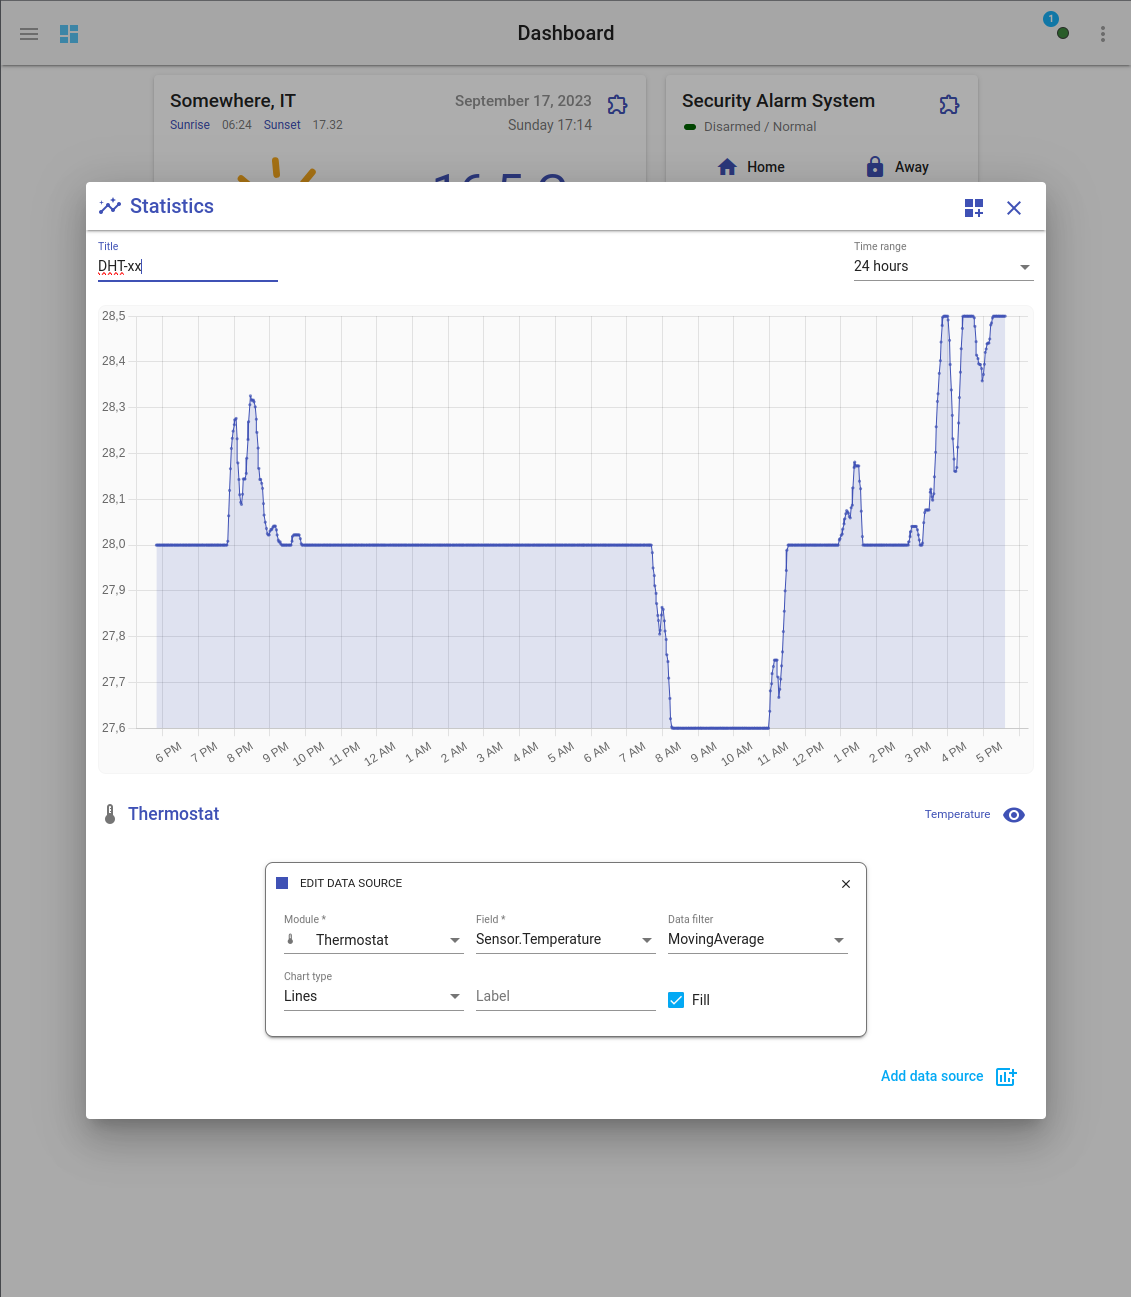 Dashboard
1
Somewhere, IT
September 17, 2023
Sunrise 06:24 Sunset 17.32
Sunday 17:14
Security Alarm System
Disarmed / Normal
Home
Away
Statistics
Title
DHT-xx
Time range
24 hours
28,5
28,4
28,3
28,2
28,1
28,0
27,9
27,8
27,7
27,6
6 PM 7 PM 8 PM 9 PM 10 PM 11 PM 12 AM 1 AM 2 AM 3 AM 4 AM 5 AM 6 AM 7 AM 8 AM 9 AM 10 AM 11 AM 12 PM 1 PM 2 PM 3 PM 4 PM 5 PM
Thermostat
Temperature
EDIT DATA SOURCE
Module *
Thermostat
Field *
Sensor.Temperature
Data filter
MovingAverage
Chart type
Lines
Label
Fill
Add data source